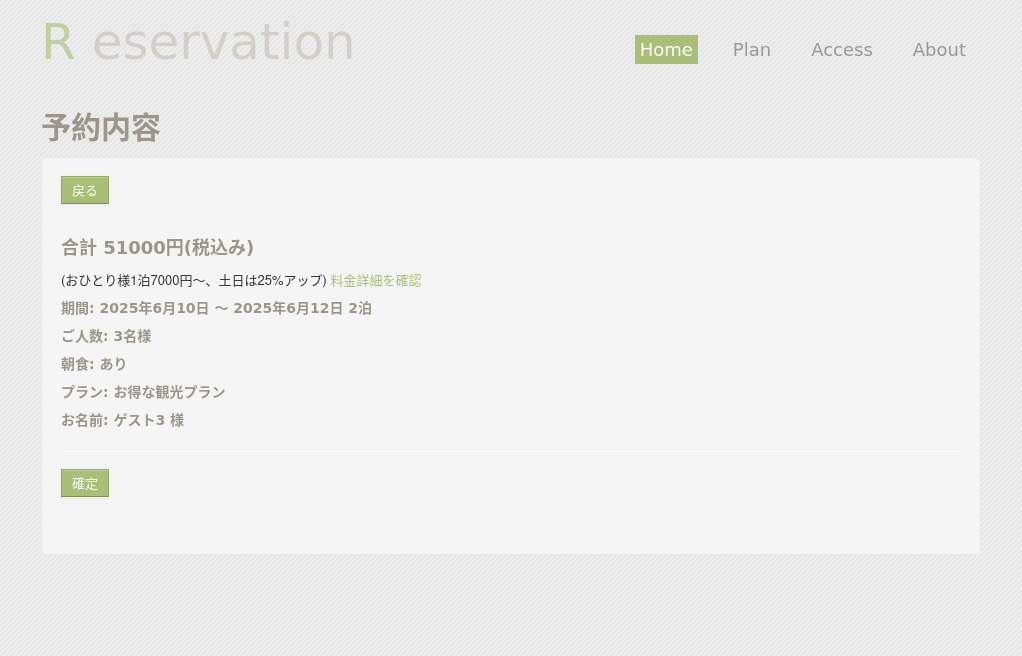 R eservation
Home Plan Access About
予約内容
戻る
合計 51000円(税込み)
(おひとり様1泊7000円〜、土日は25%アップ) 料金詳細を確認
期間: 2025年6月10日 〜 2025年6月12日 2泊
ご人数: 3名様
朝食: あり
プラン: お得な観光プラン
お名前: ゲスト3 様
確定